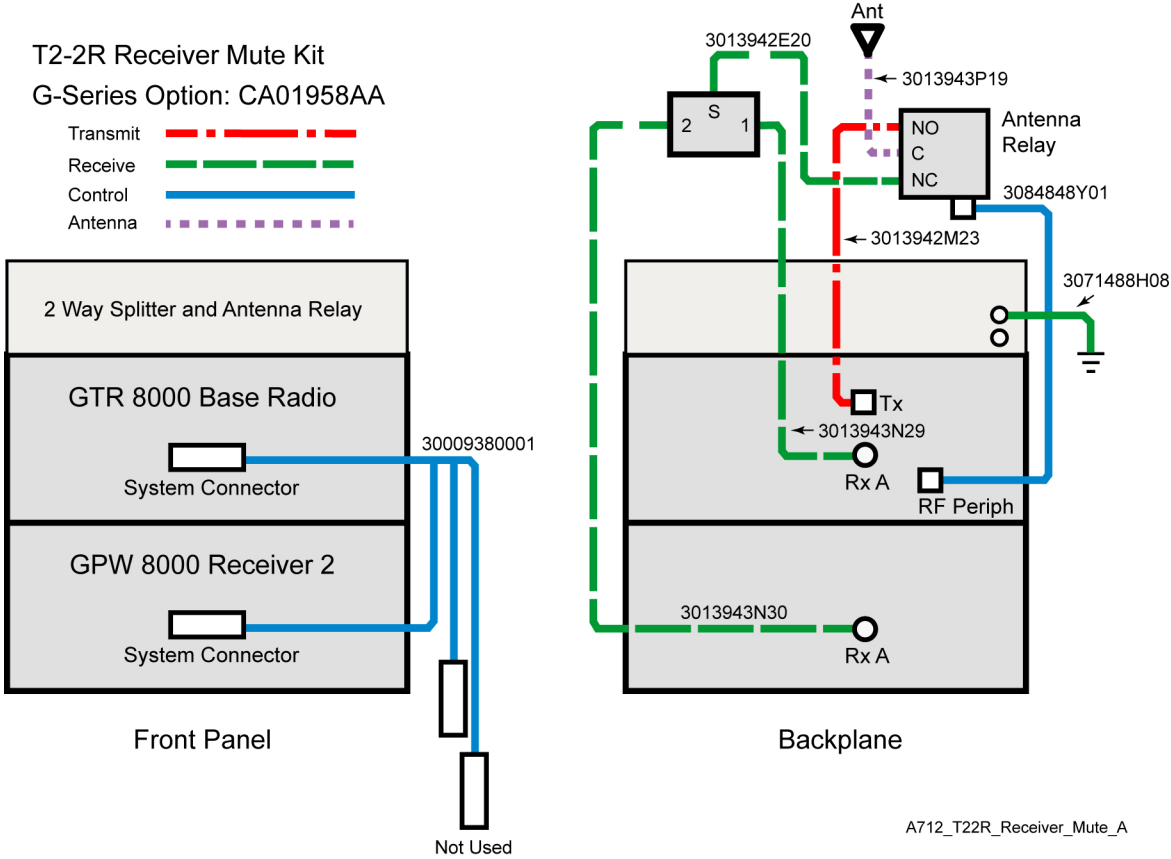 T2-2R Receiver Mute Kit
G-Series Option: CA01958AA
Transmit
Receive
Control
Antenna
2 Way Splitter and Antenna Relay
GTR 8000 Base Radio
System Connector
30009380001
GPW 8000 Receiver 2
System Connector
Front Panel
Not Used
Ant
3013942E20
3013943P19
S
2
1
NO
C
NC
Antenna
Relay
3084848Y01
3013942M23
3071488H08
Tx
3013943N29
Rx A
RF Periph
3013943N30
Rx A
Backplane
A712_T22R_Receiver_Mute_A